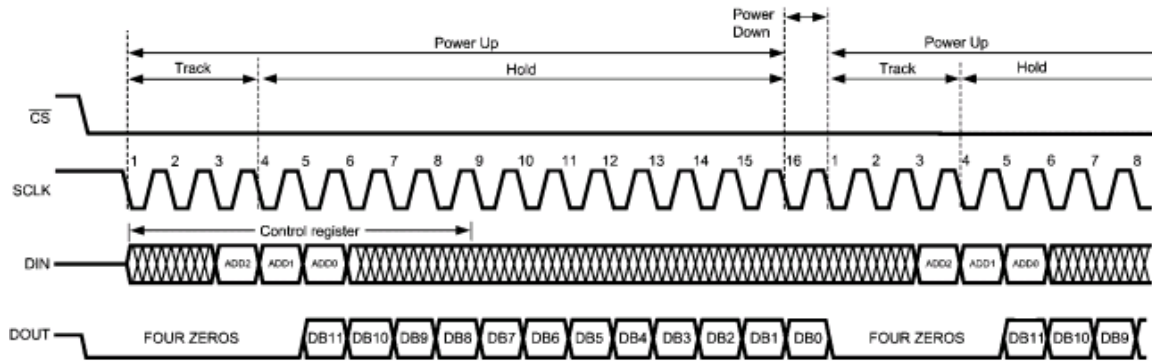 Power
Down
Power Up
Power Up
Track
Hold
Track
Hold
CS
1 2 3 4 5 6 7 8 9 10 11 12 13 14 15 16 1 2 3 4 5 6 7 8
SCLK
Control register
DIN
ADD2 ADD1 ADD0 ADD2 ADD1 ADD0
DOUT FOUR ZEROS DB11 DB10 DB9 DB8 DB7 DB6 DB5 DB4 DB3 DB2 DB1 DB0 FOUR ZEROS DB11 DB10 DB9